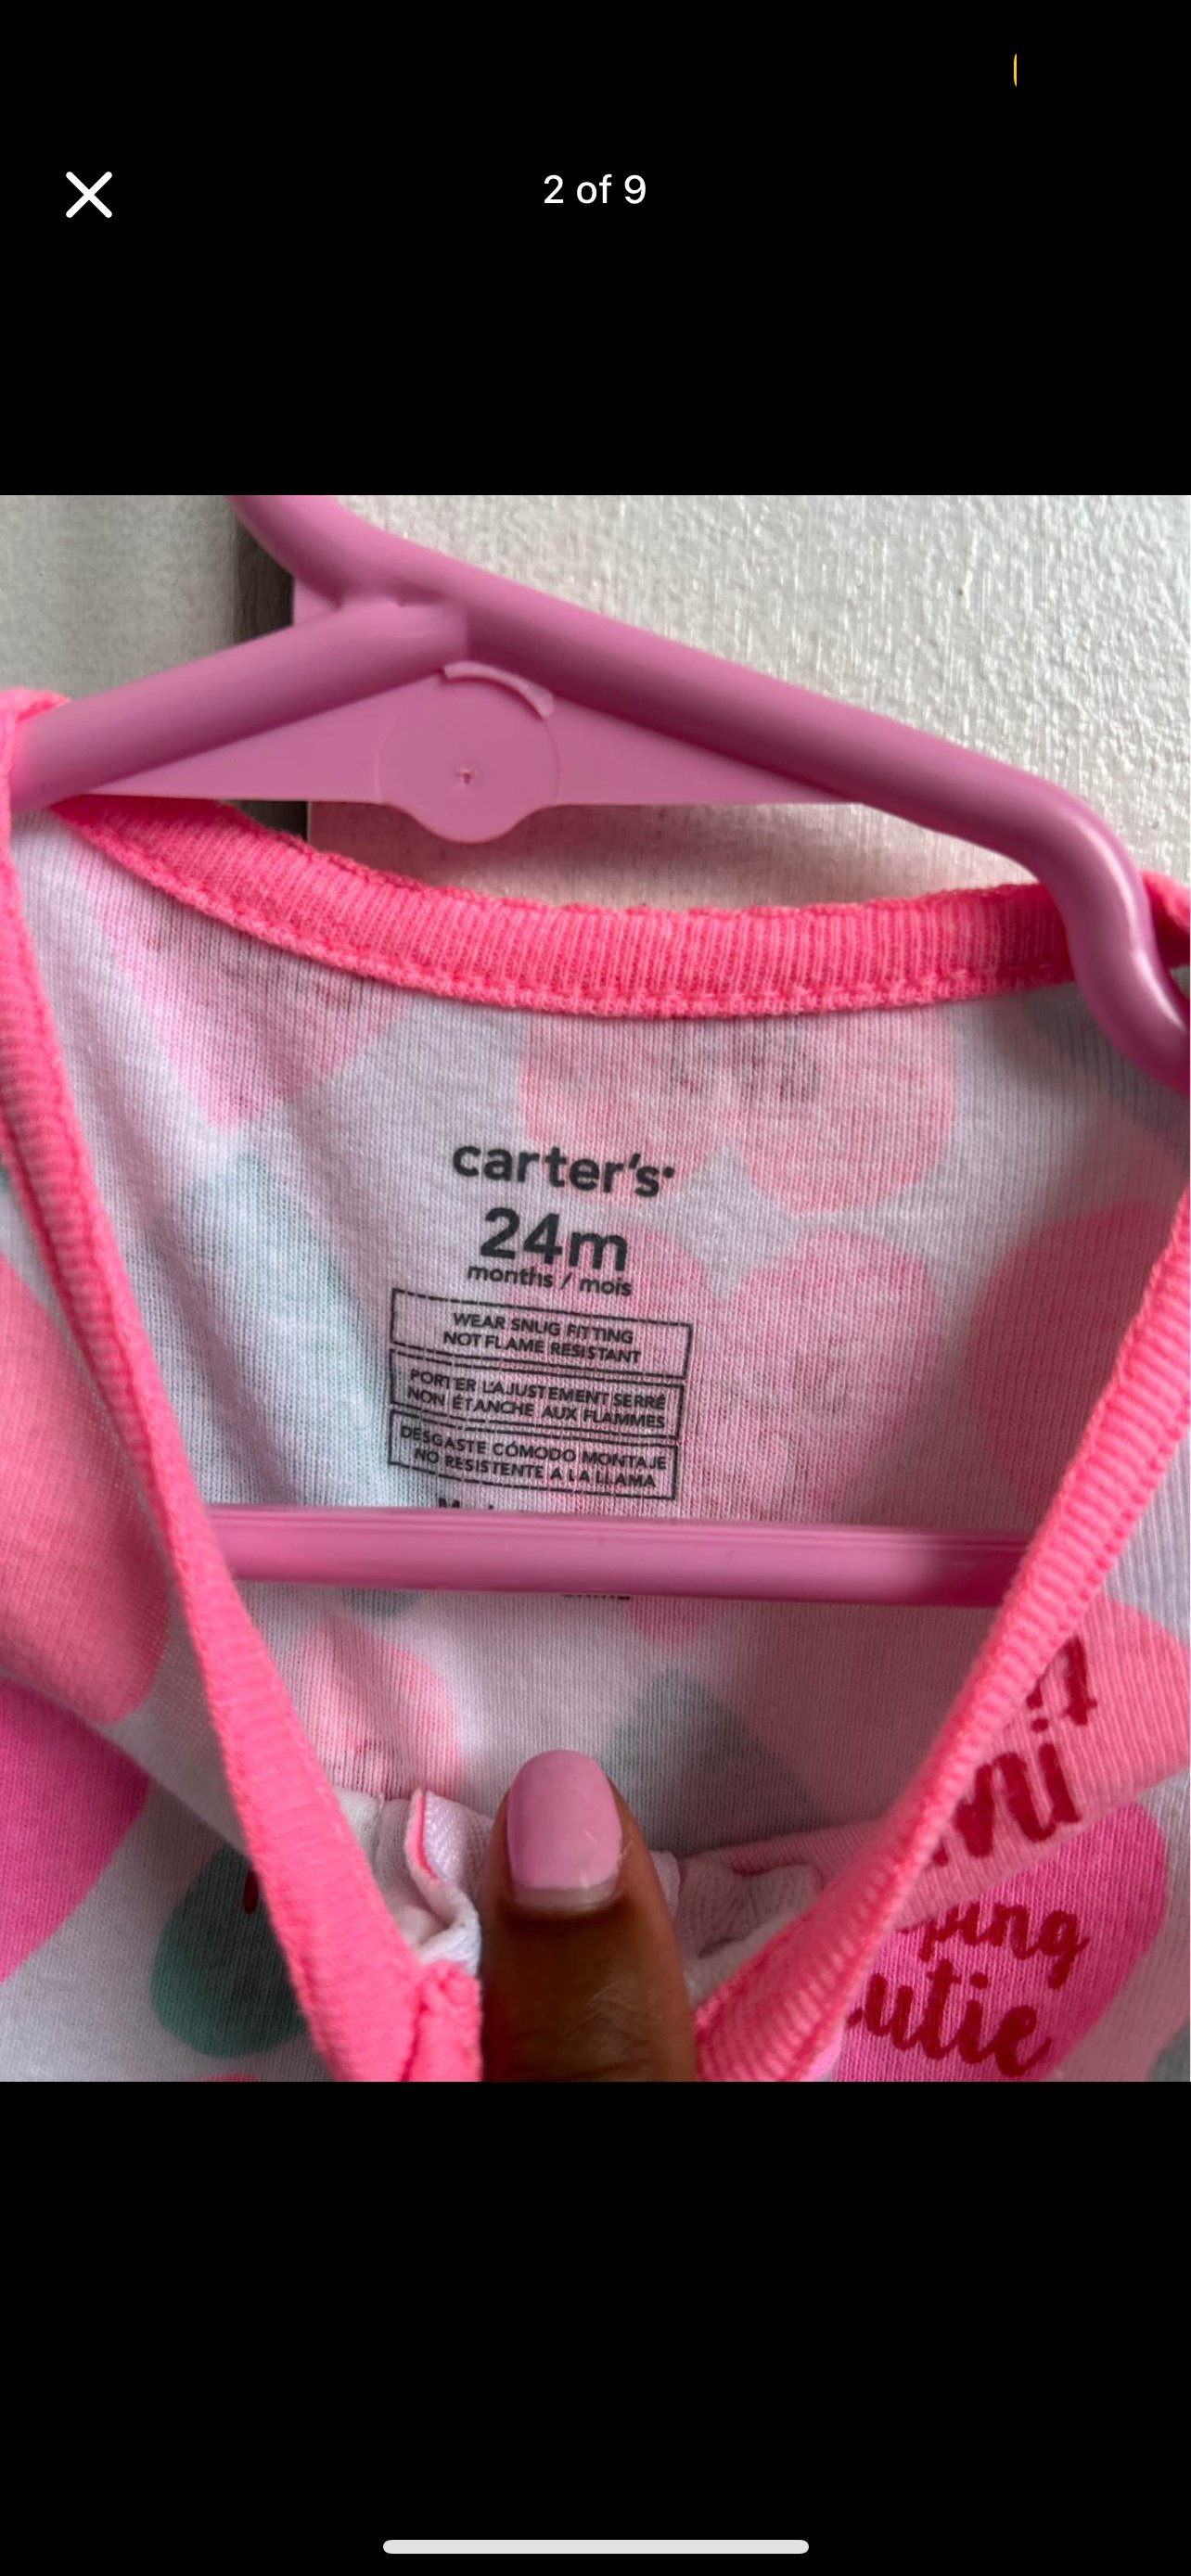 2 of 9
carter's
24m
months / mois
WEAR SNUG FITTING
NOT FLAME RESISTANT
PORTER L'AJUSTEMENT SERRÉ
NON ÉTANCHE AUX FLAMMES
DESGASTE CÓMODO MONTAJE
NO RESISTENTE A LA LLAMA